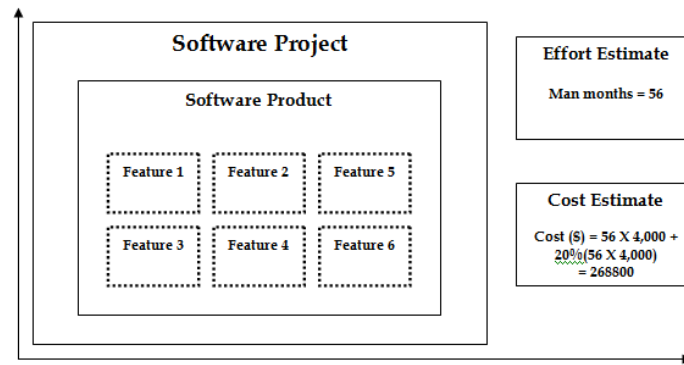 Software Project
Software Product
Feature 1
Feature 2
Feature 5
Feature 3
Feature 4
Feature 6
Effort Estimate
Man months = 56
Cost Estimate
Cost ($) = 56 X 4,000 +
20%(56 X 4,000)
= 268800